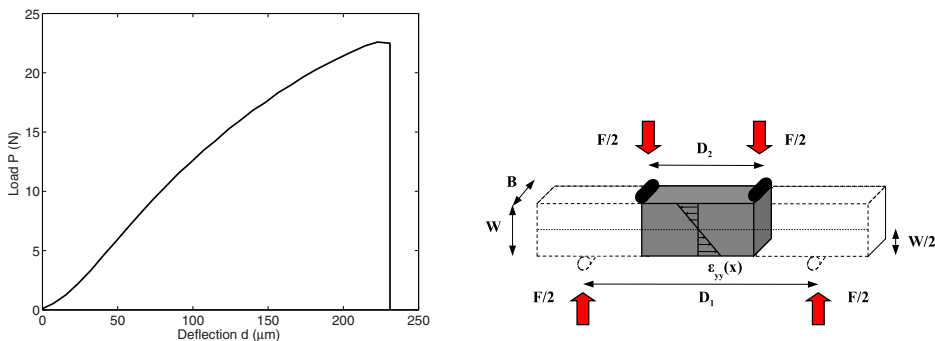 Load P (N)
25
20
15
10
5
0
0 50 100 150 200 250
Deflection d (μm)
F/2 F/2
D₂
B
W
W/2
ε_yy(x)
F/2 D₁ F/2